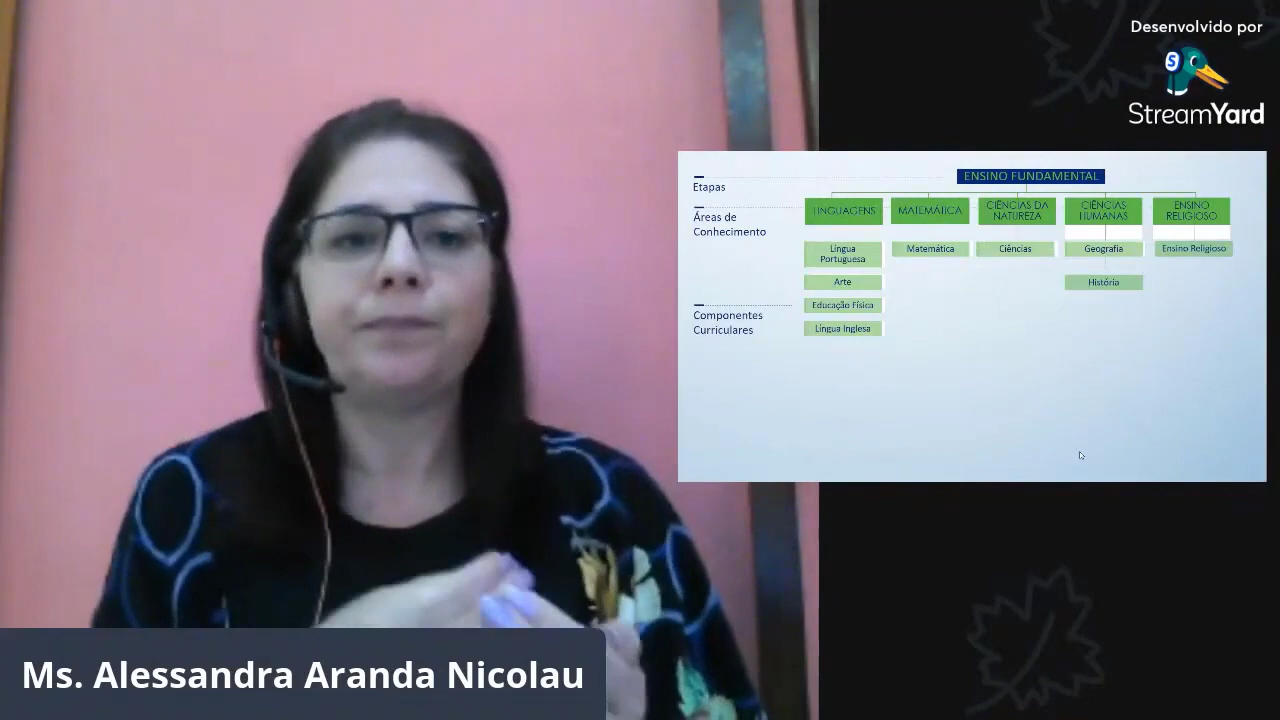 Desenvolvido por
StreamYard
ENSINO FUNDAMENTAL
Etapas
Áreas de
Conhecimento
LINGUAGENS
MATEMÁTICA
CIÊNCIAS DA
NATUREZA
CIÊNCIAS
HUMANAS
ENSINO
RELIGIOSO
Língua
Portuguesa
Matemática
Ciências
Geografia
Ensino Religioso
Arte
História
Educação Física
Componentes
Curriculares
Língua Inglesa
Ms. Alessandra Aranda Nicolau